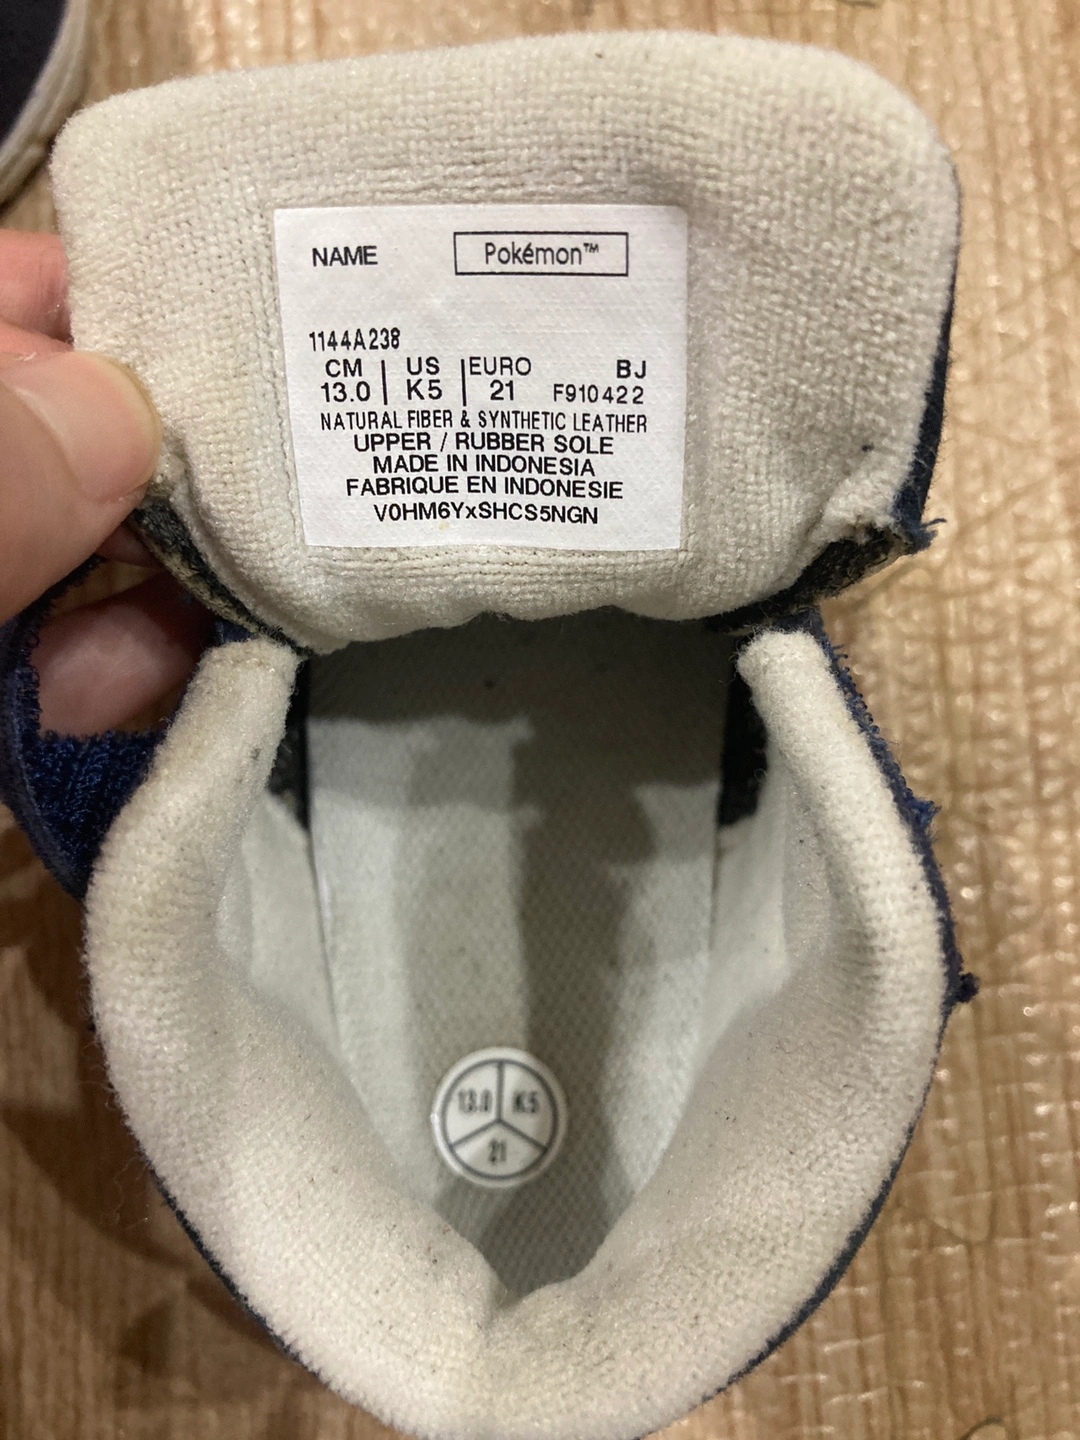 NAME Pokémon™
1144A238
CM US EURO BJ
13.0 K5 21 F910422
NATURAL FIBER & SYNTHETIC LEATHER
UPPER / RUBBER SOLE
MADE IN INDONESIA
FABRIQUE EN INDONESIE
V0HM6YxSHCS5NGN
13.0 K5
21